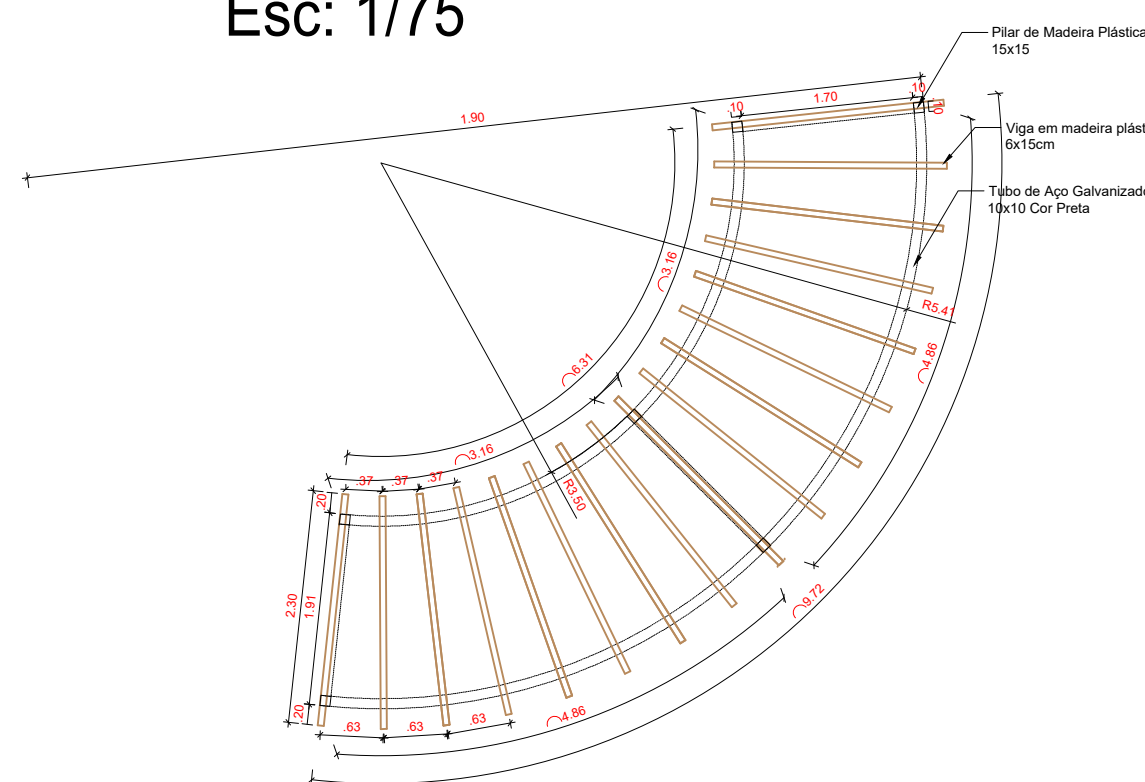 Esc: 1/75
Pilar de Madeira Plástica
15x15
.10
1.70
.10
.10
1.90
Viga em madeira plást
6x15cm
Tubo de Aço Galvanizado
10x10 Cor Preta
3.16
R5.41
4.86
6.31
3.16
.37
.37
.37
.20
R3.50
2.30
1.91
9.72
.20
.63
.63
.63
4.86